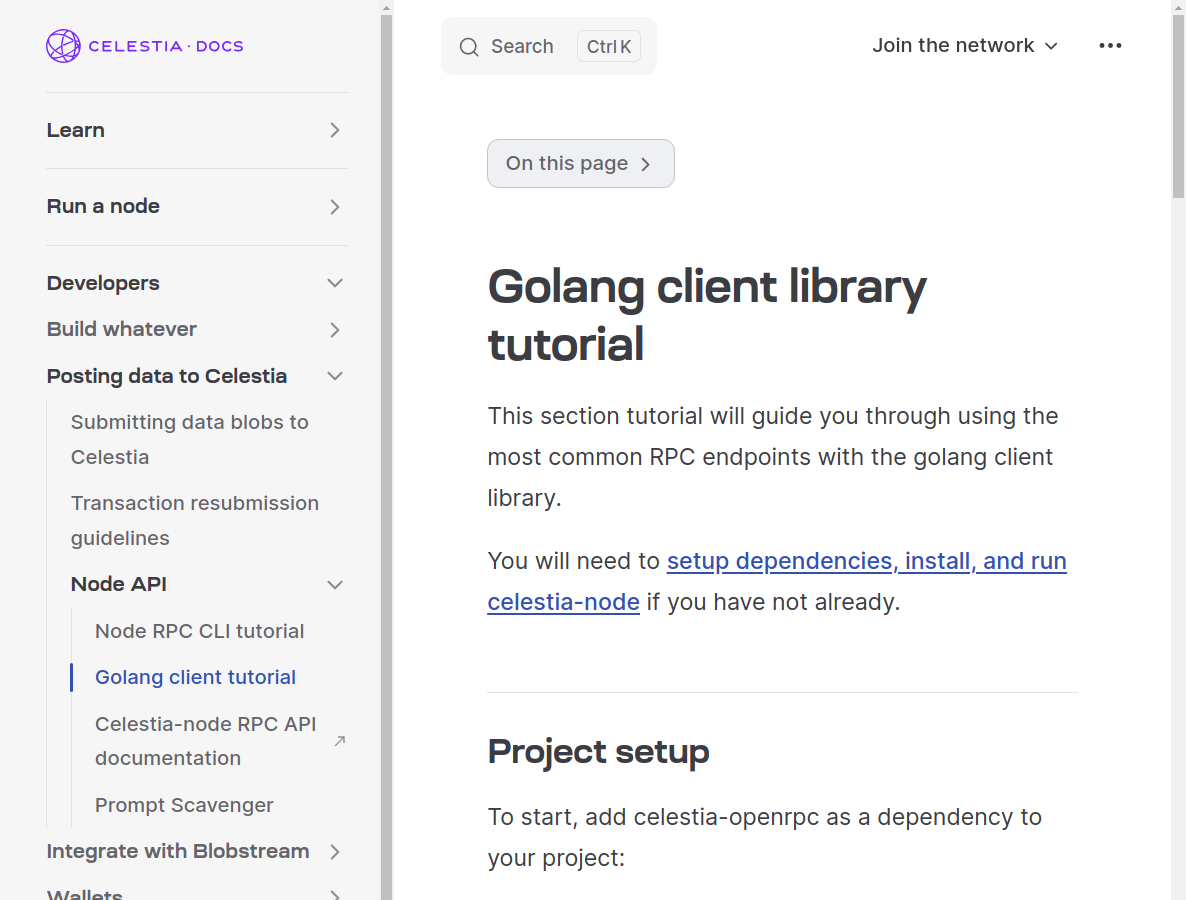 CELESTIA · DOCS
Learn
Run a node
Developers
Build whatever
Posting data to Celestia
Submitting data blobs to
Celestia
Transaction resubmission
guidelines
Node API
Node RPC CLI tutorial
Golang client tutorial
Celestia-node RPC API
documentation
Prompt Scavenger
Integrate with Blobstream
Wallets
Search Ctrl K
Join the network
On this page
Golang client library
tutorial
This section tutorial will guide you through using the
most common RPC endpoints with the golang client
library.
You will need to setup dependencies, install, and run
celestia-node if you have not already.
Project setup
To start, add celestia-openrpc as a dependency to
your project: